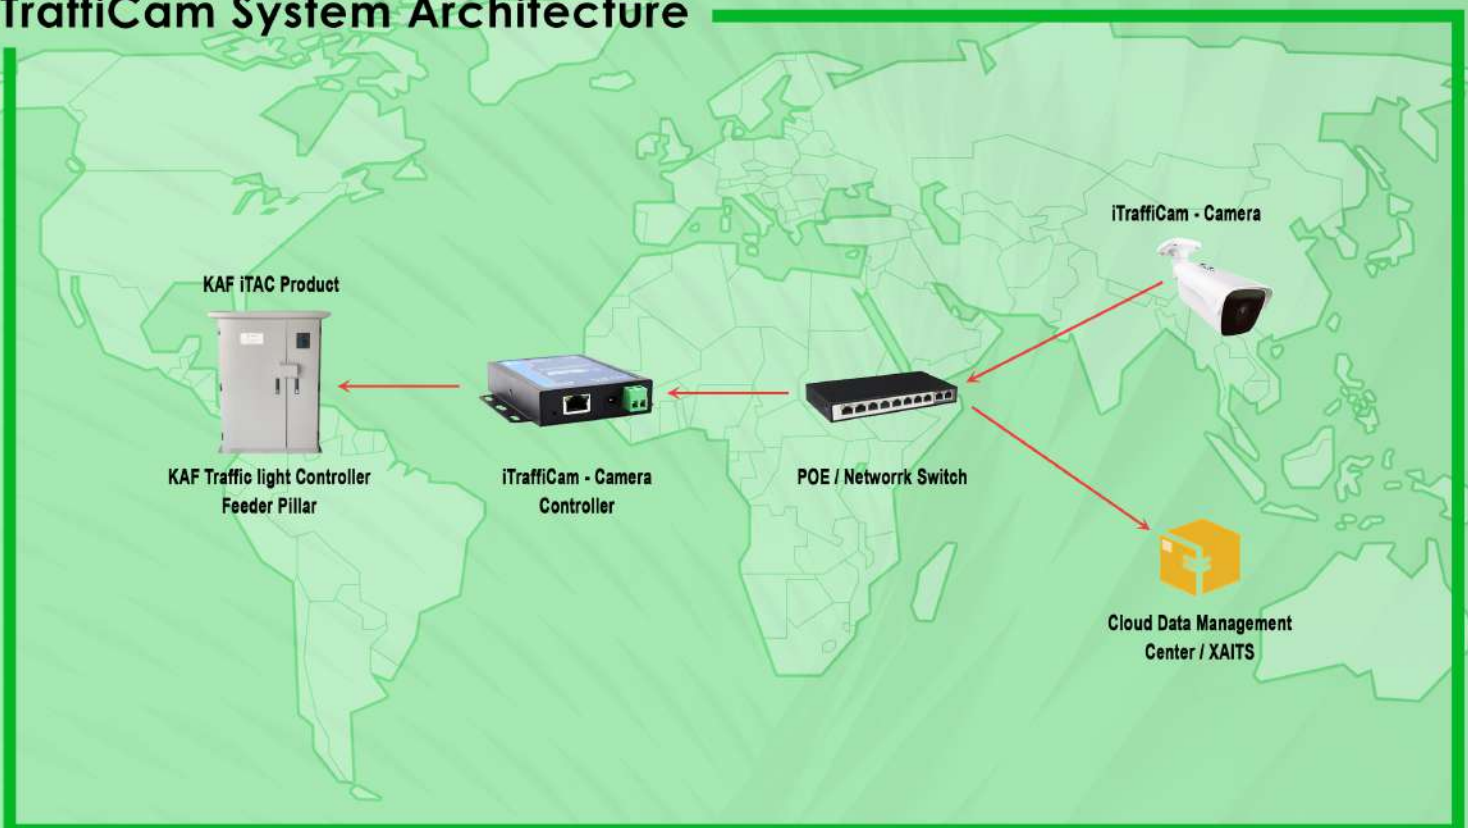 TraffiCam System Architecture
iTraffiCam - Camera
KAF iTAC Product
KAF Traffic light Controller
Feeder Pillar
iTraffiCam - Camera
Controller
POE / Networrk Switch
Cloud Data Management
Center / XAITS